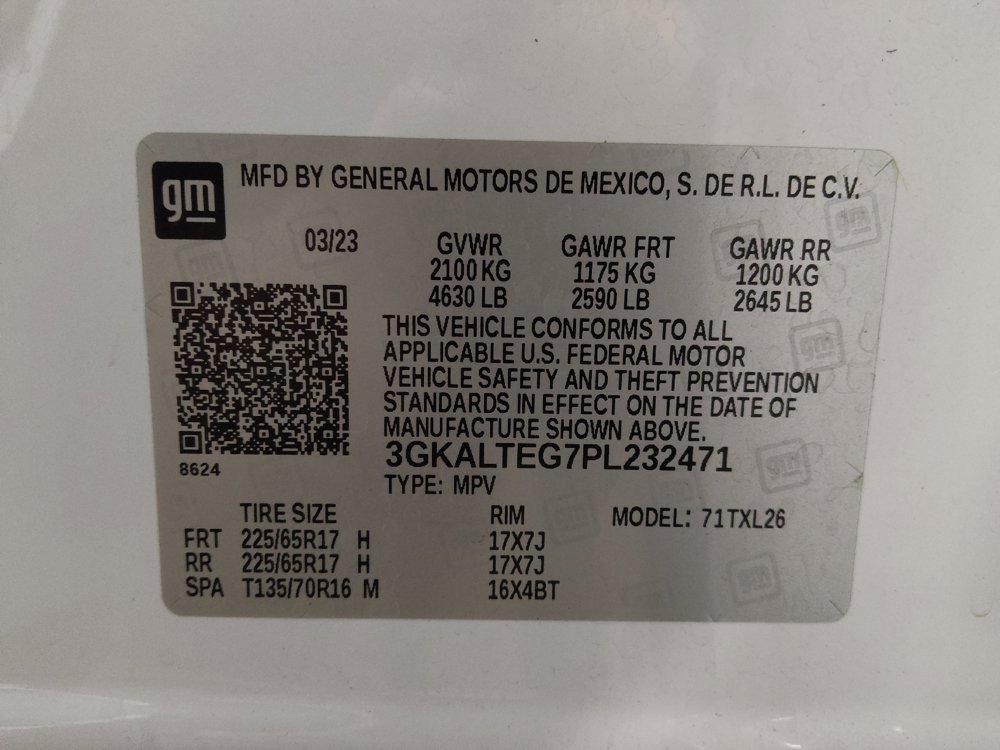 gm MFD BY GENERAL MOTORS DE MEXICO, S. DE R.L. DE C.V.
03/23 GVWR GAWR FRT GAWR RR
2100 KG 1175 KG 1200 KG
4630 LB 2590 LB 2645 LB
THIS VEHICLE CONFORMS TO ALL
APPLICABLE U.S. FEDERAL MOTOR
VEHICLE SAFETY AND THEFT PREVENTION
STANDARDS IN EFFECT ON THE DATE OF
MANUFACTURE SHOWN ABOVE.
8624 3GKALTEG7PL232471
TYPE: MPV
TIRE SIZE RIM MODEL: 71TXL26
FRT 225/65R17 H 17X7J
RR 225/65R17 H 17X7J
SPA T135/70R16 M 16X4BT